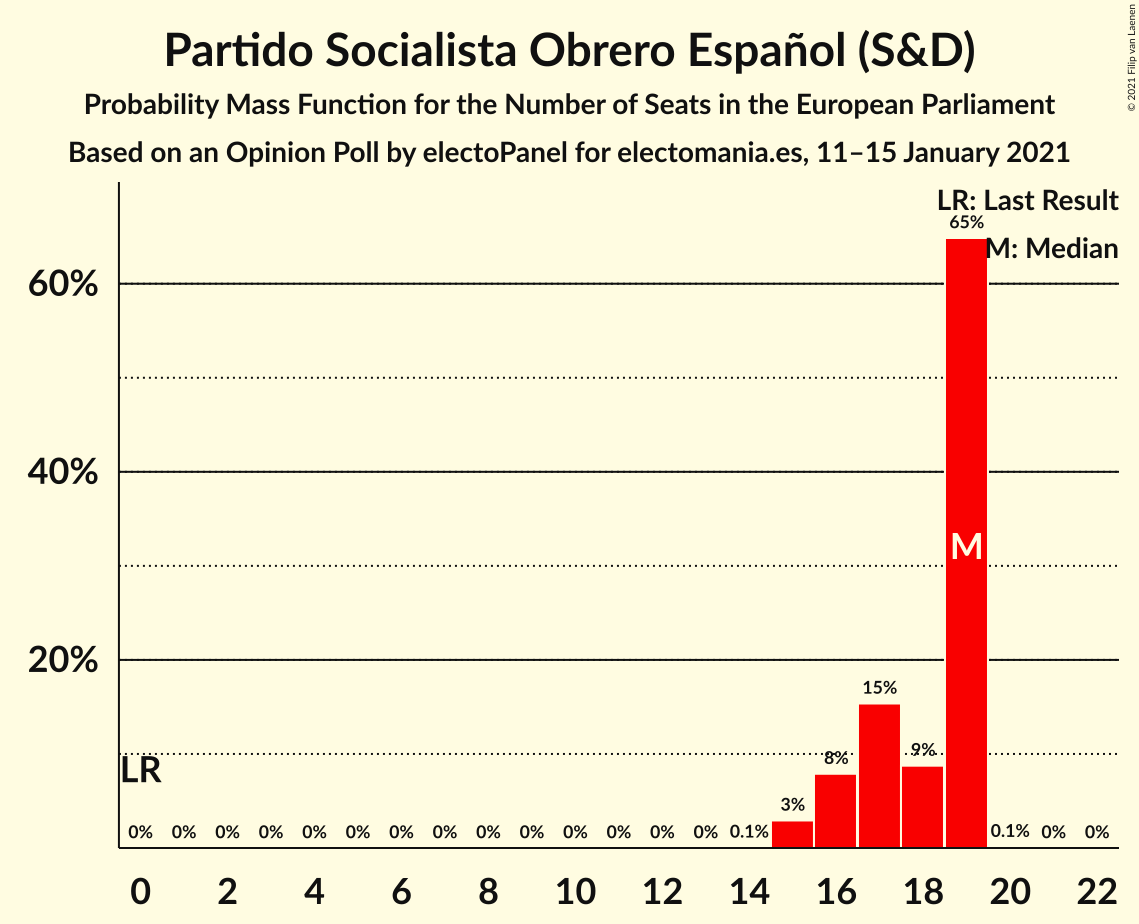 Partido Socialista Obrero Español (S&D)
Probability Mass Function for the Number of Seats in the European Parliament
Based on an Opinion Poll by electoPanel for electomania.es, 11–15 January 2021
© 2021 Filip van Laenen
LR: Last Result
M: Median
65%
60%
40%
M
20%
15%
9%
8%
LR
3%
0% 0% 0% 0% 0% 0% 0% 0% 0% 0% 0% 0% 0% 0% 0.1% 0.1% 0% 0%
0 2 4 6 8 10 12 14 16 18 20 22